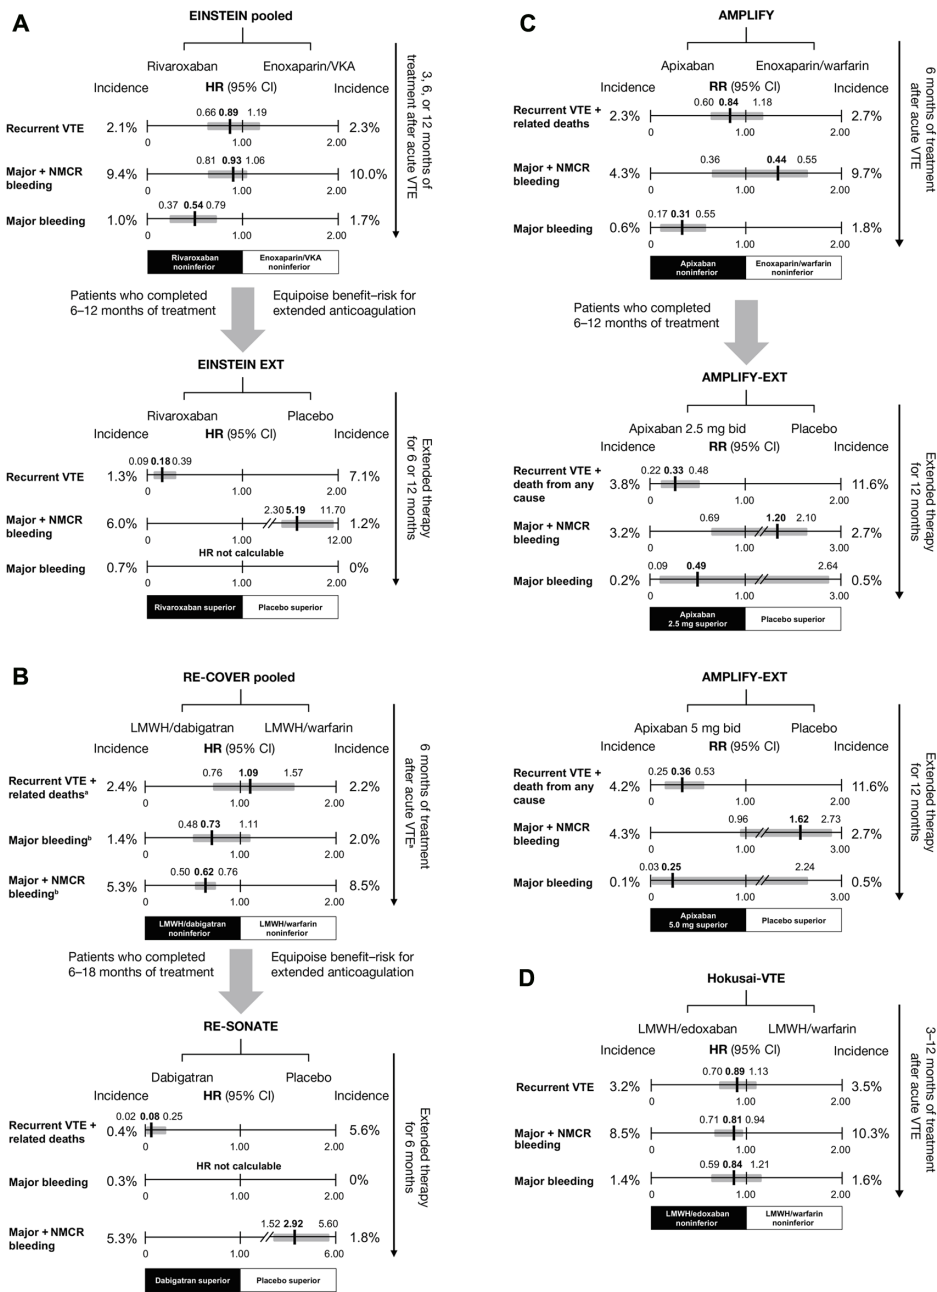 A
EINSTEIN pooled
Rivaroxaban Enoxaparin/VKA
Incidence HR (95% CI) Incidence
0.66 0.89 1.19
Recurrent VTE 2.1% 2.3%
0 1.00 2.00
0.81 0.93 1.06
Major + NMCR
bleeding
9.4% 10.0%
0 1.00 2.00
0.37 0.54 0.79
Major bleeding 1.0% 1.7%
0 1.00 2.00
Rivaroxaban
noninferior
Enoxaparin/VKA
noninferior
3, 6, or 12 months of
treatment after acute VTE
Patients who completed
6–12 months of treatment
Equipoise benefit–risk for
extended anticoagulation
EINSTEIN EXT
Rivaroxaban Placebo
Incidence HR (95% CI) Incidence
0.09 0.18 0.39
Recurrent VTE 1.3% 7.1%
0 1.00 2.00
2.30 5.19 11.70
Major + NMCR
bleeding
6.0% 1.2%
0 1.00 12.00
HR not calculable
Major bleeding 0.7% 0%
0 1.00 2.00
Rivaroxaban superior Placebo superior
Extended therapy
for 6 or 12 months
B
RE-COVER pooled
LMWH/dabigatran LMWH/warfarin
Incidence HR (95% CI) Incidence
0.76 1.09 1.57
Recurrent VTE +
related deathsa
2.4% 2.2%
0 1.00 2.00
0.48 0.73 1.11
Major bleedingb 1.4% 2.0%
0 1.00 2.00
0.50 0.62 0.76
Major + NMCR
bleedingb
5.3% 8.5%
0 1.00 2.00
LMWH/dabigatran
noninferior
LMWH/warfarin
noninferior
6 months of treatment
after acute VTEa
Patients who completed
6–18 months of treatment
Equipoise benefit–risk for
extended anticoagulation
RE-SONATE
Dabigatran Placebo
Incidence HR (95% CI) Incidence
0.02 0.08 0.25
Recurrent VTE +
related deaths
0.4% 5.6%
0 1.00 2.00
HR not calculable
Major bleeding 0.3% 0%
0 1.00 2.00
1.52 2.92 5.60
Major + NMCR
bleeding
5.3% 1.8%
0 1.00 6.00
Dabigatran superior Placebo superior
Extended therapy
for 6 months
C
AMPLIFY
Apixaban Enoxaparin/warfarin
Incidence RR (95% CI) Incidence
0.60 0.84 1.18
Recurrent VTE +
related deaths
2.3% 2.7%
0 1.00 2.00
0.36 0.44 0.55
Major + NMCR
bleeding
4.3% 9.7%
0 1.00 2.00
0.17 0.31 0.55
Major bleeding 0.6% 1.8%
0 1.00 2.00
Apixaban
noninferior
Enoxaparin/warfarin
noninferior
6 months of treatment
after acute VTE
Patients who completed
6–12 months of treatment
AMPLIFY-EXT
Apixaban 2.5 mg bid Placebo
Incidence RR (95% CI) Incidence
0.22 0.33 0.48
Recurrent VTE +
death from any
cause
3.8% 11.6%
0 1.00 2.00
0.69 1.20 2.10
Major + NMCR
bleeding
3.2% 2.7%
0 1.00 3.00
0.09 0.49 2.64
Major bleeding 0.2% 0.5%
0 1.00 3.00
Apixaban
2.5 mg superior
Placebo superior
Extended therapy
for 12 months
AMPLIFY-EXT
Apixaban 5 mg bid Placebo
Incidence RR (95% CI) Incidence
0.25 0.36 0.53
Recurrent VTE +
death from any
cause
4.2% 11.6%
0 1.00 2.00
0.96 1.62 2.73
Major + NMCR
bleeding
4.3% 2.7%
0 1.00 3.00
0.03 0.25 2.24
Major bleeding 0.1% 0.5%
0 1.00 3.00
Apixaban
5.0 mg superior
Placebo superior
Extended therapy
for 12 months
D
Hokusai-VTE
LMWH/edoxaban LMWH/warfarin
Incidence HR (95% CI) Incidence
0.70 0.89 1.13
Recurrent VTE 3.2% 3.5%
0 1.00 2.00
0.71 0.81 0.94
Major + NMCR
bleeding
8.5% 10.3%
0 1.00 2.00
0.59 0.84 1.21
Major bleeding 1.4% 1.6%
0 1.00 2.00
LMWH/edoxaban
noninferior
LMWH/warfarin
noninferior
3–12 months of treatment
after acute VTE